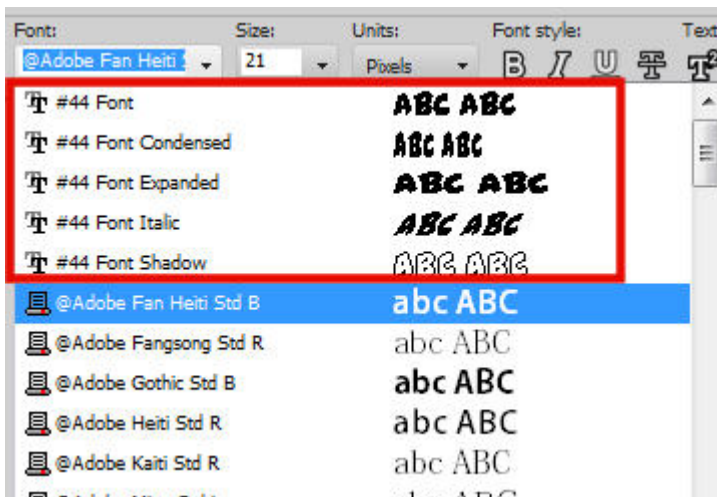 Font: Size: Units: Font style: Text
@Adobe Fan Heiti 21 Pixels B I U T T²
#44 Font ABC ABC
#44 Font Condensed ABC ABC
#44 Font Expanded ABC ABC
#44 Font Italic ABC ABC
#44 Font Shadow ABC ABC
@Adobe Fan Heiti Std B abc ABC
@Adobe Fangsong Std R abc ABC
@Adobe Gothic Std B abc ABC
@Adobe Heiti Std R abc ABC
@Adobe Kaiti Std R abc ABC